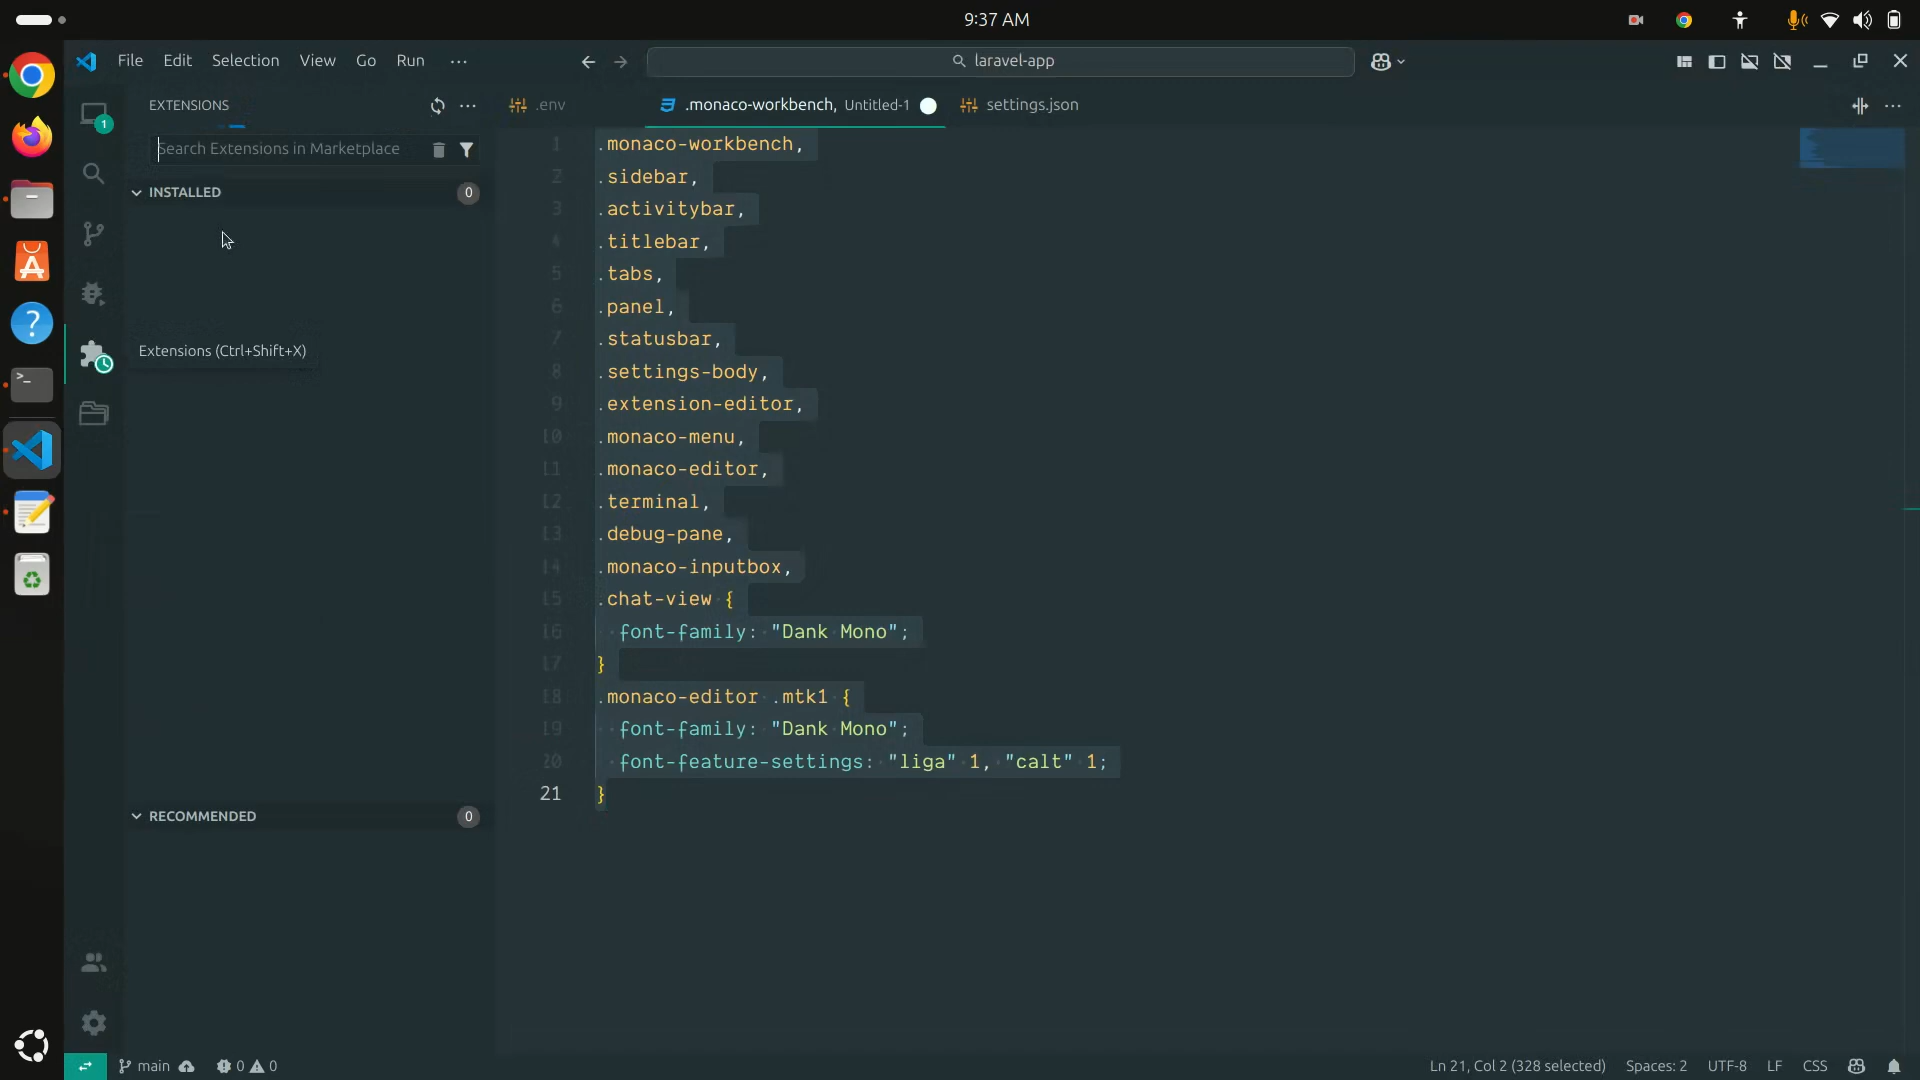 9:37 AM
File Edit Selection View Go Run
laravel-app
EXTENSIONS
.env
.monaco-workbench, Untitled-1
settings.json
Search Extensions in Marketplace
INSTALLED 0
1
Extensions (Ctrl+Shift+X)
RECOMMENDED 0
1 .monaco-workbench,
2 .sidebar,
3 .activitybar,
4 .titlebar,
5 .tabs,
6 .panel,
7 .statusbar,
8 .settings-body,
9 .extension-editor,
10 .monaco-menu,
11 .monaco-editor,
12 .terminal,
13 .debug-pane,
14 .monaco-inputbox,
15 .chat-view {
16 font-family: "Dank Mono";
17 }
18 .monaco-editor .mtk1 {
19 font-family: "Dank Mono";
20 font-feature-settings: "liga" 1, "calt" 1;
21 }
main 0 0
Ln 21, Col 2 (328 selected) Spaces: 2 UTF-8 LF CSS